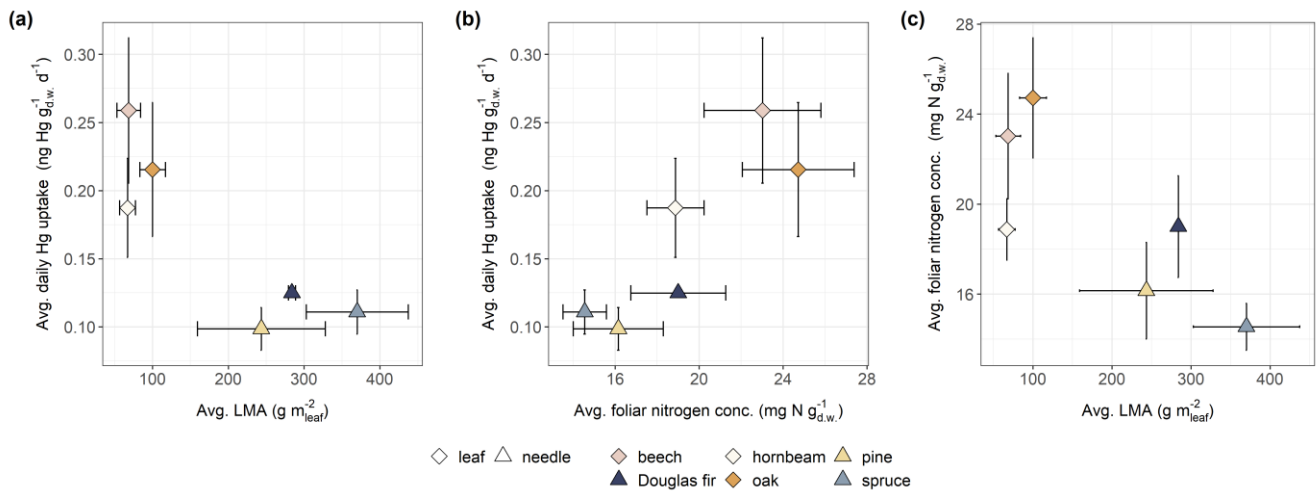 (a)
Avg. daily Hg uptake (ng Hg g⁻¹d.w. d⁻¹)
0.30
0.25
0.20
0.15
0.10
100
200
300
400
Avg. LMA (g m⁻²leaf)
(b)
Avg. daily Hg uptake (ng Hg g⁻¹d.w. d⁻¹)
0.30
0.25
0.20
0.15
0.10
16
20
24
28
Avg. foliar nitrogen conc. (mg N g⁻¹d.w.)
(c)
Avg. foliar nitrogen conc. (mg N g⁻¹d.w.)
28
24
20
16
100
200
300
400
Avg. LMA (g m⁻²leaf)
leaf
needle
beech
hornbeam
pine
Douglas fir
oak
spruce